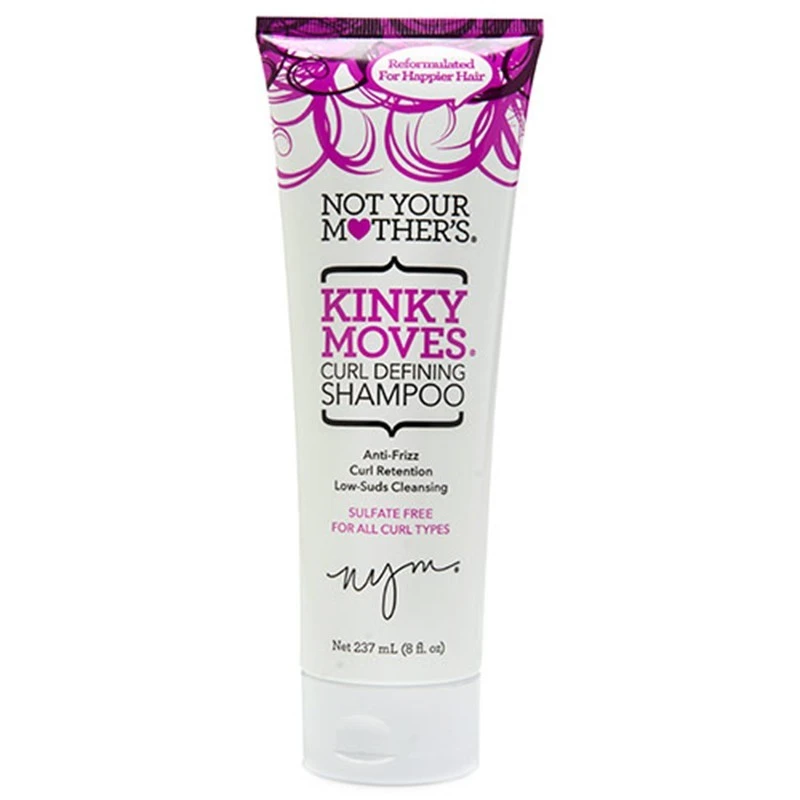 Reformulated
For Happier Hair
NOT YOUR
M♥THER'S®
KINKY
MOVES®
CURL DEFINING
SHAMPOO
Anti-Frizz
Curl Retention
Low-Suds Cleansing
SULFATE FREE
FOR ALL CURL TYPES
nym®
Net 237 mL (8 fl. oz)